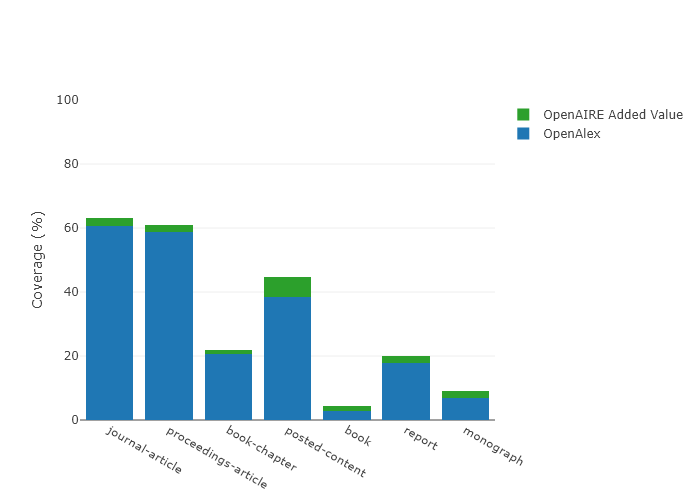 100
80
60
40
20
0
Coverage (%)
journal-article
proceedings-article
book-chapter
posted-content
book
report
monograph
OpenAIRE Added Value
OpenAlex